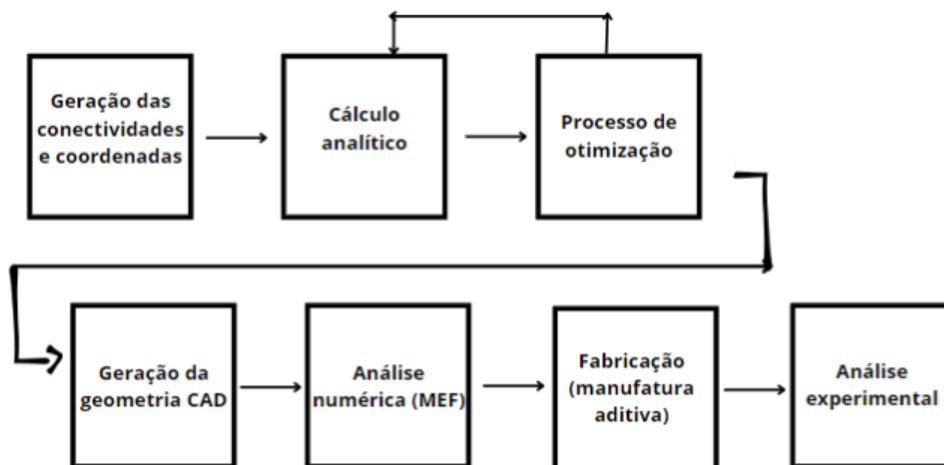 Geração das
conectividades
e coordenadas
Cálculo
analítico
Processo de
otimização
Geração da
geometria CAD
Análise
numérica (MEF)
Fabricação
(manufatura
aditiva)
Análise
experimental